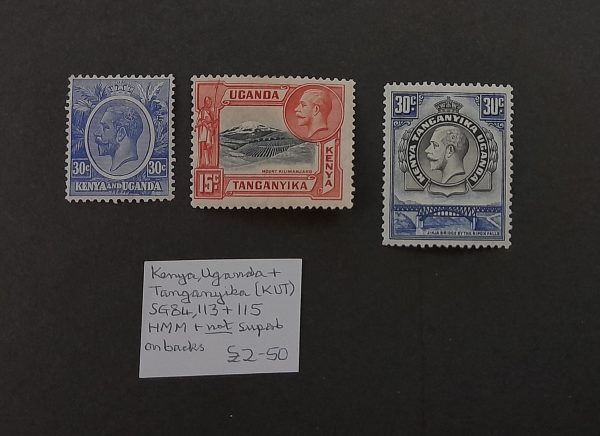 30c 30c
KENYA AND UGANDA
UGANDA
KENYA
MOUNT KILIMANJARO
15c
TANGANYIKA
30c 30c
KENYA TANGANYIKA UGANDA
JINJA BRIDGE BY THE RIPON FALLS
Kenya, Uganda +
Tanganyika (KUT)
SG84, 113 + 115
HMM + not superb
on backs £2-50